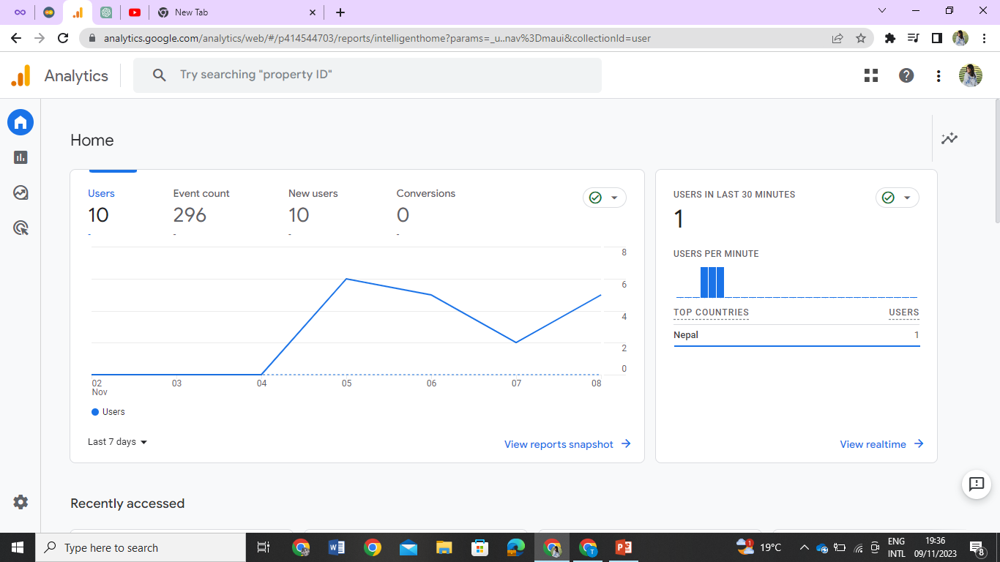 New Tab
analytics.google.com/analytics/web/#/p414544703/reports/intelligenthome?params=_u..nav%3Dmaui&collectionId=user
Analytics
Try searching "property ID"
Home
Users Event count New users Conversions
10 296 10 0
- - - -
8
6
4
2
0
02 03 04 05 06 07 08
Nov
Users
Last 7 days
View reports snapshot
USERS IN LAST 30 MINUTES
1
USERS PER MINUTE
TOP COUNTRIES USERS
Nepal 1
View realtime
Recently accessed
Type here to search
1
19°C
ENG
INTL
19:36
09/11/2023
8